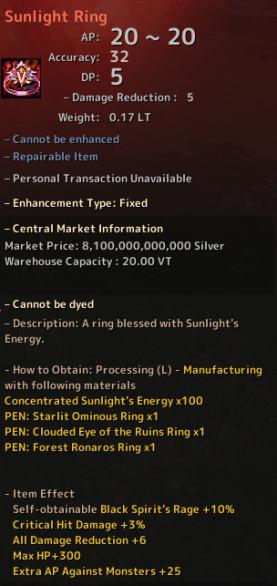 Sunlight Ring
AP: 20 ~ 20
Accuracy: 32
DP: 5
– Damage Reduction : 5
Weight: 0.17 LT
– Cannot be enhanced
– Repairable Item
– Personal Transaction Unavailable
– Enhancement Type: Fixed
– Central Market Information
Market Price: 8,100,000,000,000 Silver
Warehouse Capacity : 20.00 VT
– Cannot be dyed
– Description: A ring blessed with Sunlight's
Energy.
- How to Obtain: Processing (L) - Manufacturing
with following materials
Concentrated Sunlight's Energy x100
PEN: Starlit Ominous Ring x1
PEN: Clouded Eye of the Ruins Ring x1
PEN: Forest Ronaros Ring x1
- Item Effect
Self-obtainable Black Spirit's Rage +10%
Critical Hit Damage +3%
All Damage Reduction +6
Max HP+300
Extra AP Against Monsters +25